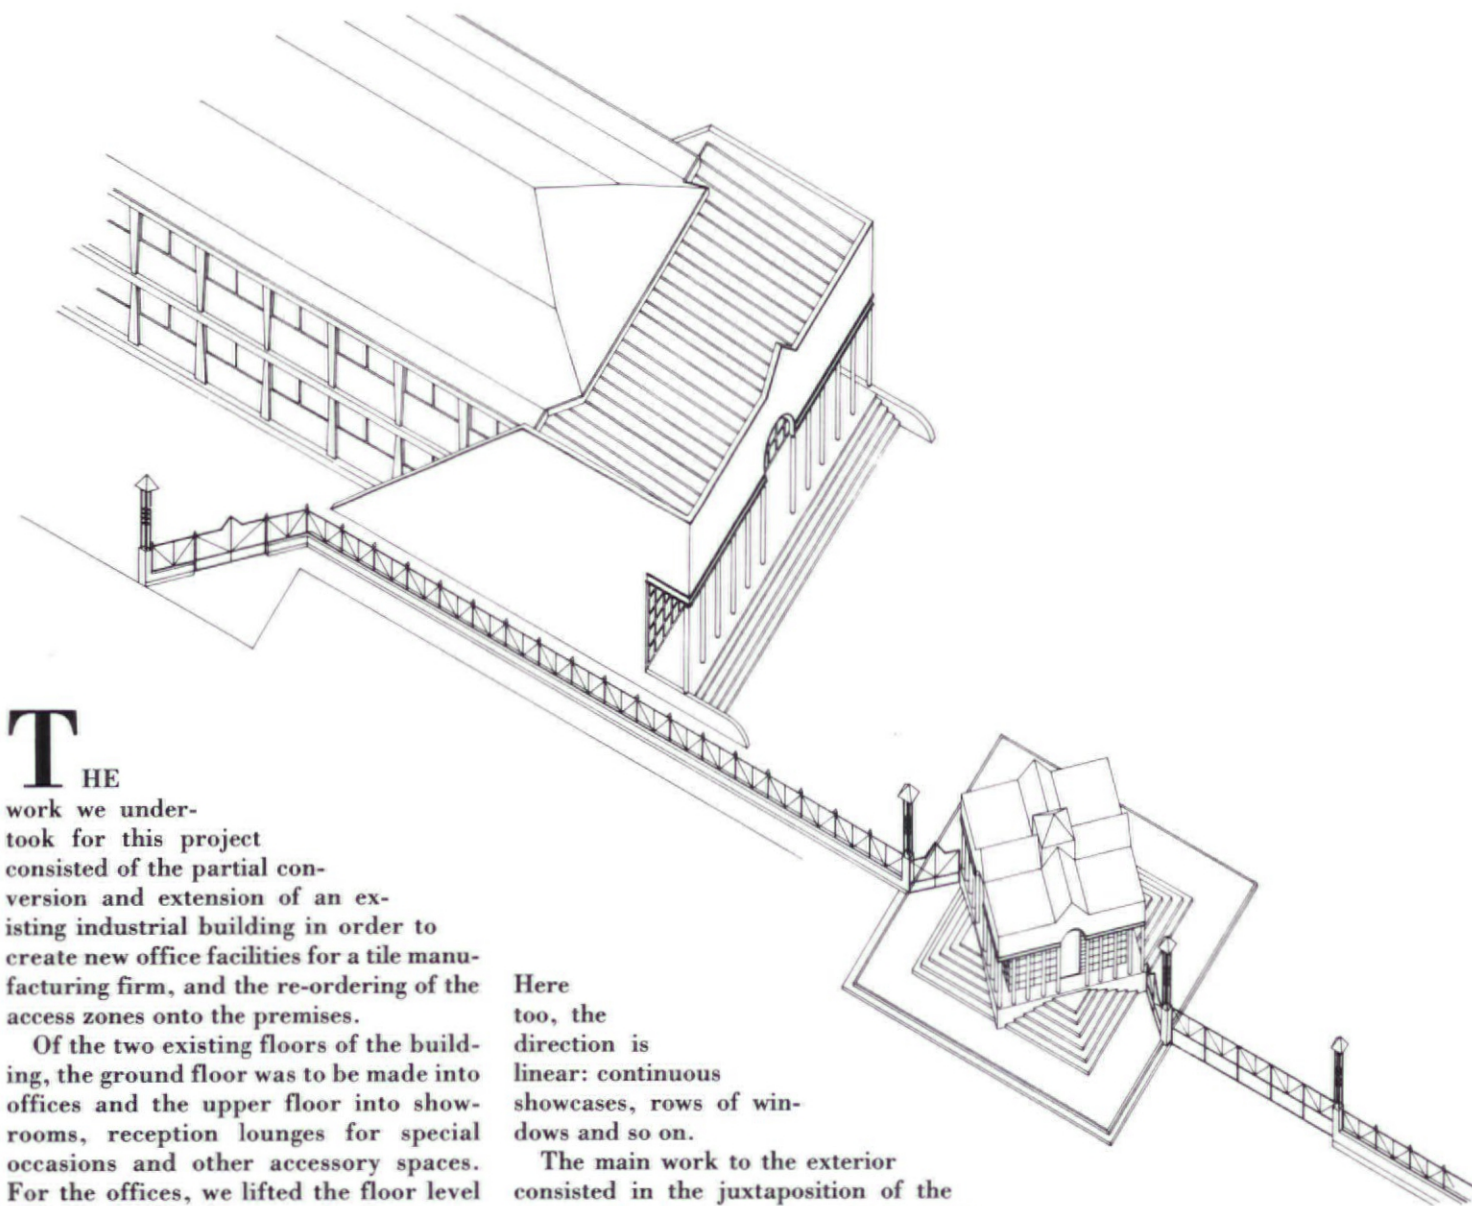 THE
work we under-
took for this project
consisted of the partial con-
version and extension of an ex-
isting industrial building in order to
create new office facilities for a tile manu-
facturing firm, and the re-ordering of the
access zones onto the premises.
Of the two existing floors of the build-
ing, the ground floor was to be made into
offices and the upper floor into show-
rooms, reception lounges for special
occasions and other accessory spaces.
For the offices, we lifted the floor level
Here
too, the
direction is
linear: continuous
showcases, rows of win-
dows and so on.
The main work to the exterior
consisted in the juxtaposition of the